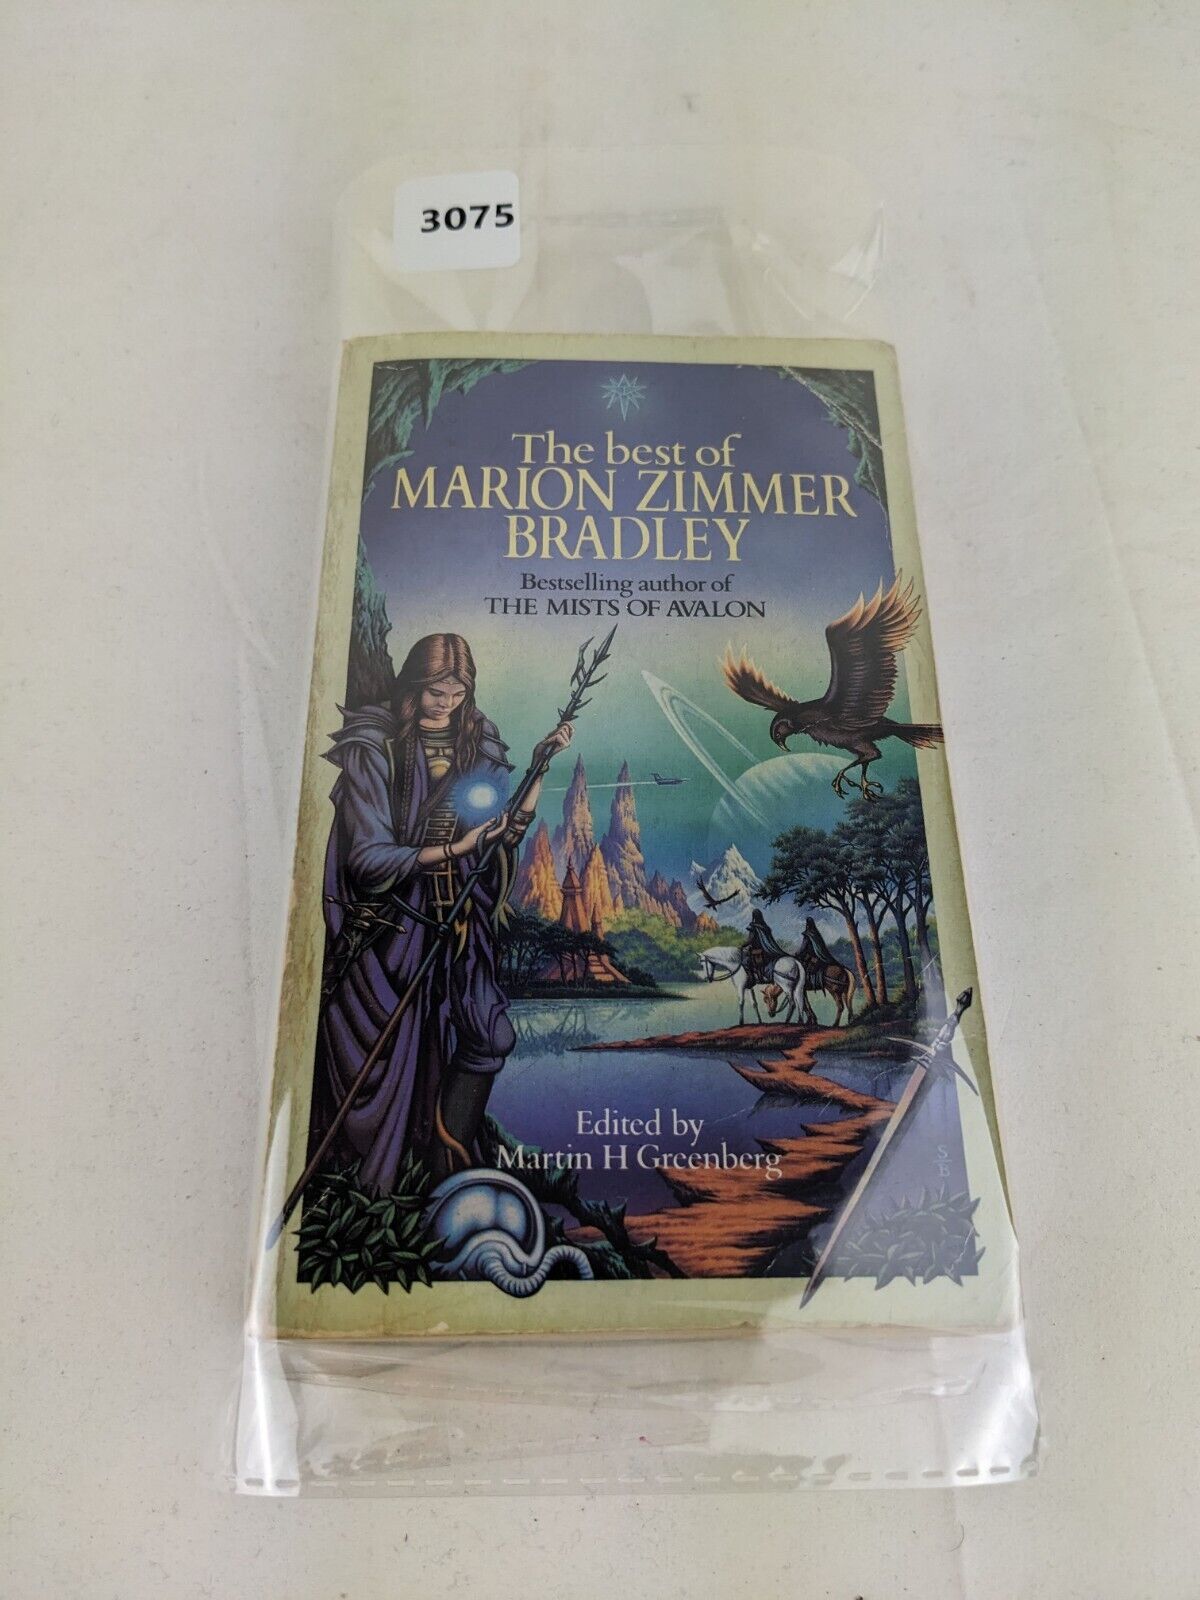 3075
The best of
MARION ZIMMER
BRADLEY
Bestselling author of
THE MISTS OF AVALON
Edited by
Martin H Greenberg
S
B